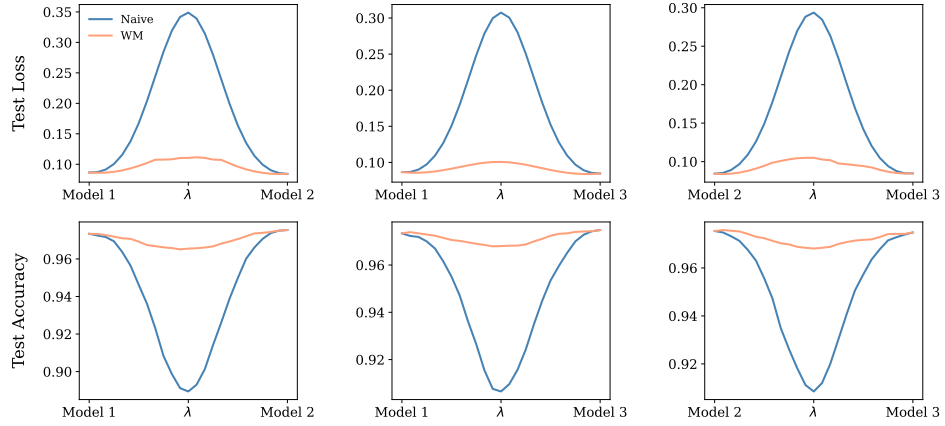 Test Loss
0.35
0.30
0.25
0.20
0.15
0.10
Naive
WM
Model 1 λ Model 2
0.30
0.25
0.20
0.15
0.10
Model 1 λ Model 3
0.30
0.25
0.20
0.15
0.10
Model 2 λ Model 3
Test Accuracy
0.96
0.94
0.92
0.90
Model 1 λ Model 2
0.96
0.94
0.92
Model 1 λ Model 3
0.96
0.94
0.92
Model 2 λ Model 3